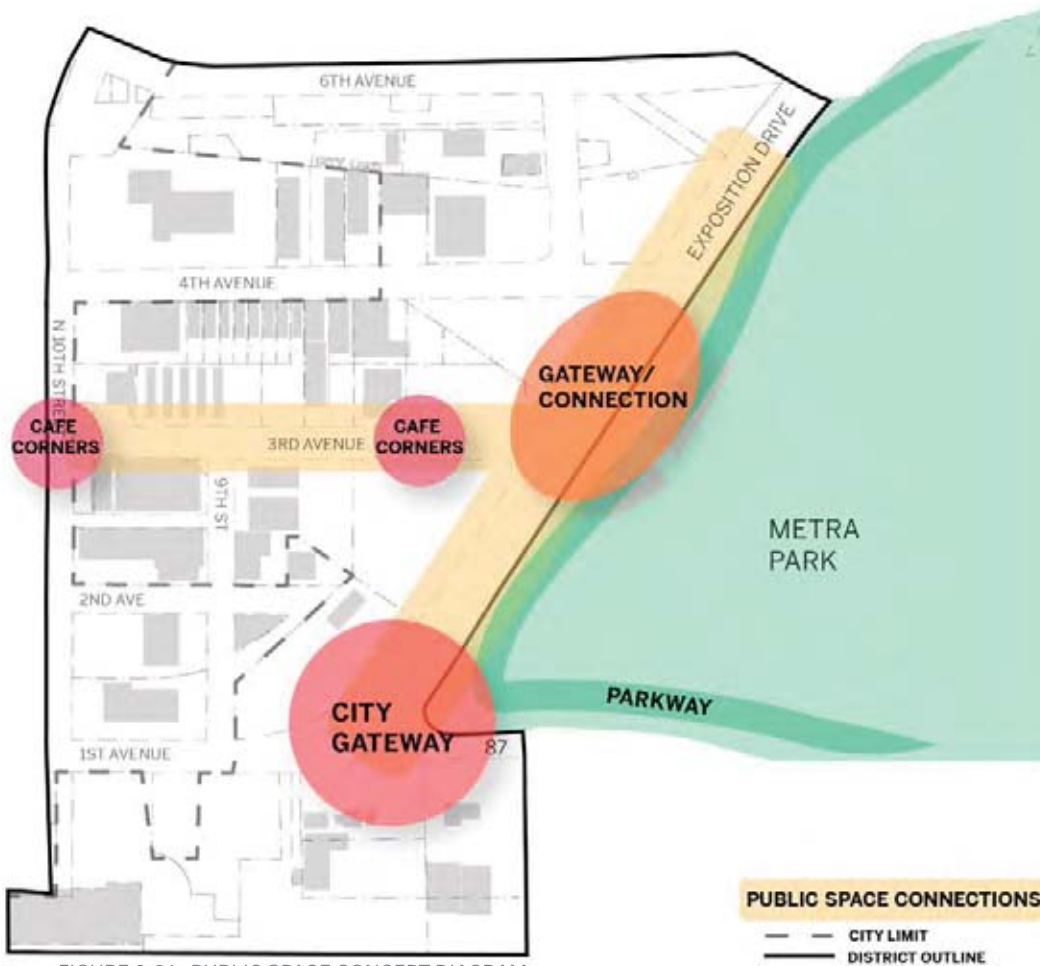 6TH AVENUE
EXPOSITION DRIVE
4TH AVENUE
N 10TH STREET
GATEWAY/
CONNECTION
CAFE
CORNERS
3RD AVENUE
CAFE
CORNERS
9TH ST
METRA
PARK
2ND AVE
PARKWAY
CITY
GATEWAY
87
1ST AVENUE
PUBLIC SPACE CONNECTIONS
CITY LIMIT
DISTRICT OUTLINE